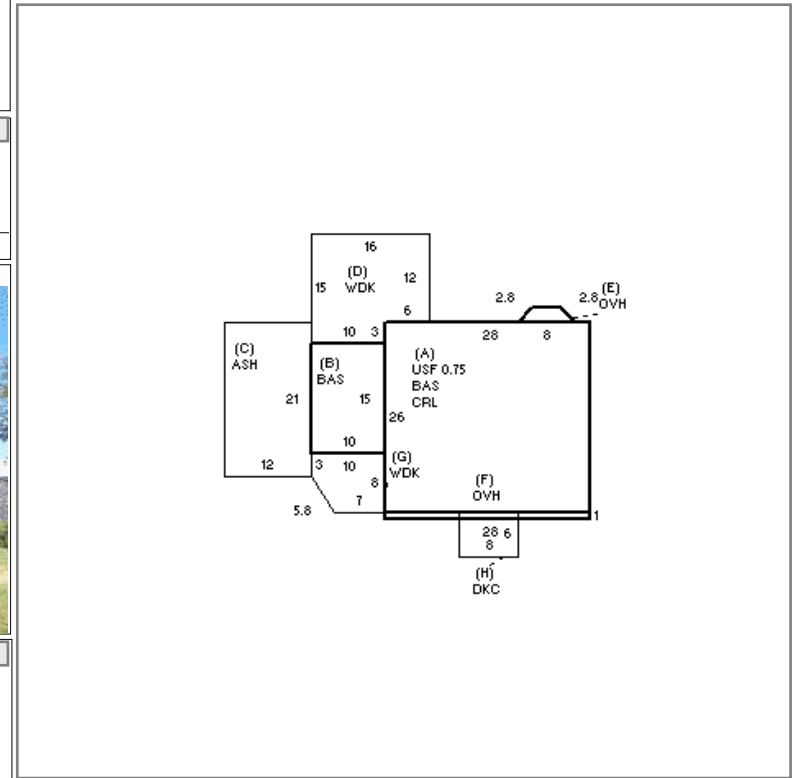 16
(D)
WDK
15
12
6
10 3
2.8
2.8
(E)
OVH
28
8
(C)
ASH
21
12
(B)
BAS
15
10
(A)
USF 0.75
BAS
CRL
26
(G)
WDK
3
10
8
7
5.8
(F)
OVH
1
28 6
8
(H)
DKC